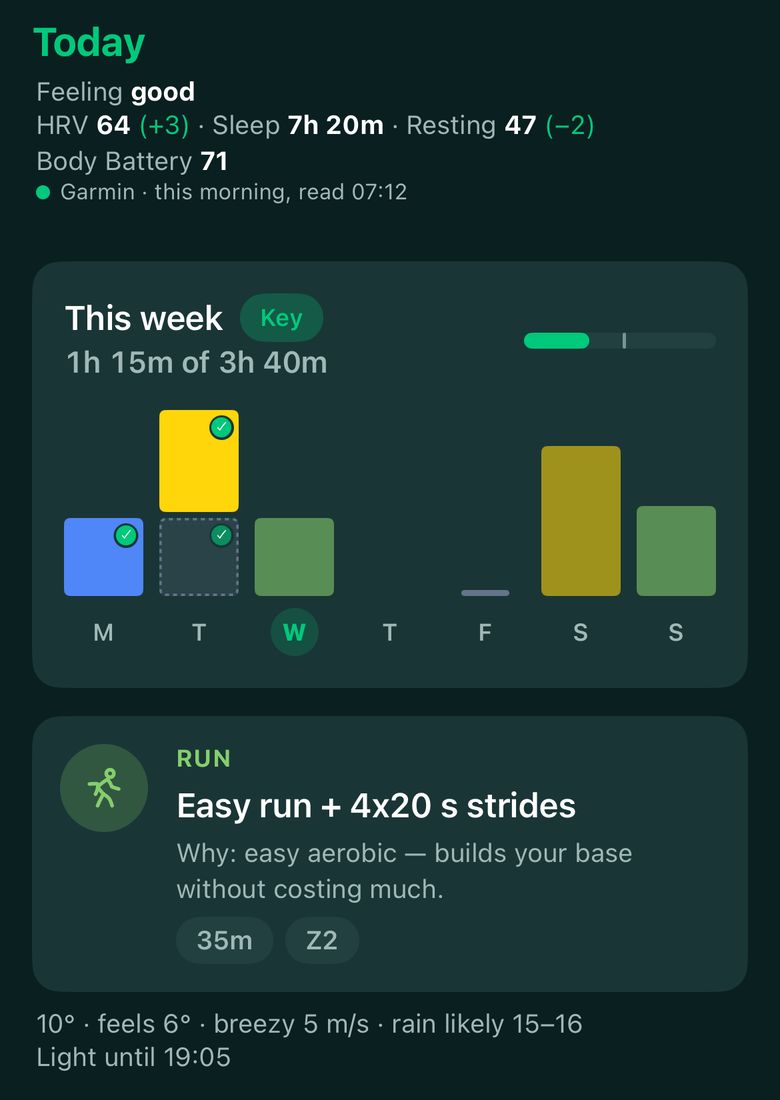 Today
Feeling good
HRV 64 (+3) · Sleep 7h 20m · Resting 47 (−2)
Body Battery 71
Garmin · this morning, read 07:12
This week Key
1h 15m of 3h 40m
M T W T F S S
RUN
Easy run + 4x20 s strides
Why: easy aerobic — builds your base
without costing much.
35m Z2
10° · feels 6° · breezy 5 m/s · rain likely 15–16
Light until 19:05